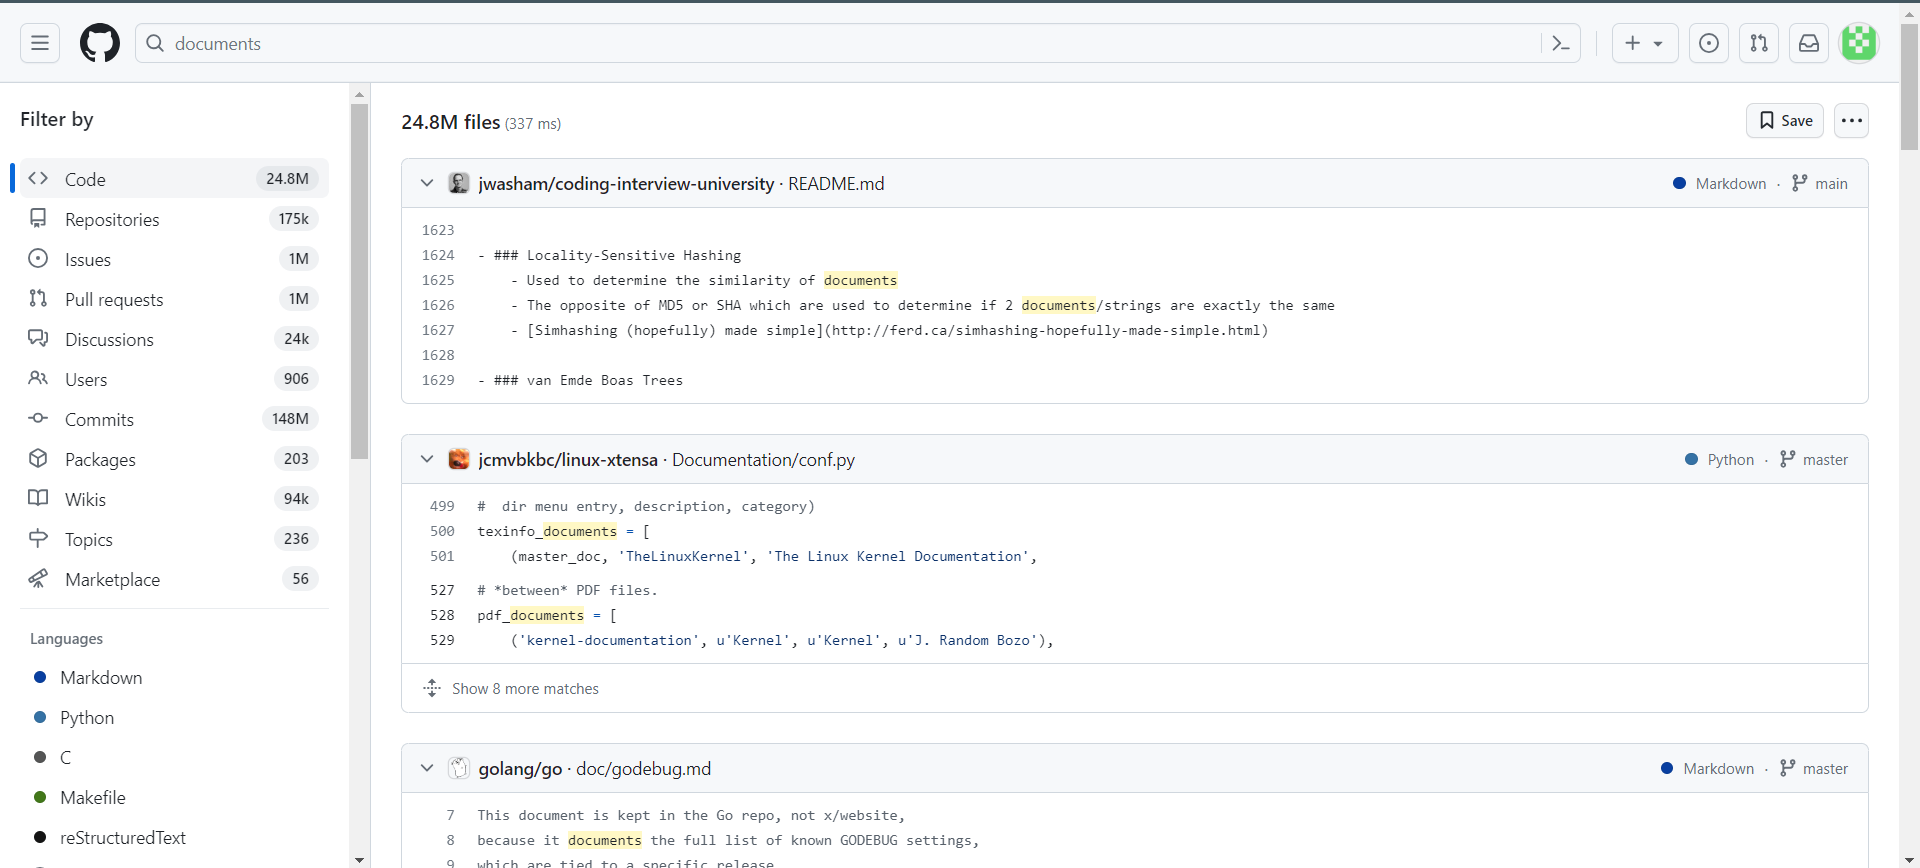 documents
Filter by
Code 24.8M
Repositories 175k
Issues 1M
Pull requests 1M
Discussions 24k
Users 906
Commits 148M
Packages 203
Wikis 94k
Topics 236
Marketplace 56
Languages
Markdown
Python
C
Makefile
reStructuredText
24.8M files (337 ms)
Save
jwasham/coding-interview-university · README.md Markdown · main
1623
1624 - ### Locality-Sensitive Hashing
1625 - Used to determine the similarity of documents
1626 - The opposite of MD5 or SHA which are used to determine if 2 documents/strings are exactly the same
1627 - [Simhashing (hopefully) made simple](http://ferd.ca/simhashing-hopefully-made-simple.html)
1628
1629 - ### van Emde Boas Trees
jcmvbkbc/linux-xtensa · Documentation/conf.py Python · master
499 #  dir menu entry, description, category)
500 texinfo_documents = [
501 (master_doc, 'TheLinuxKernel', 'The Linux Kernel Documentation',
527 # *between* PDF files.
528 pdf_documents = [
529 ('kernel-documentation', u'Kernel', u'Kernel', u'J. Random Bozo'),
Show 8 more matches
golang/go · doc/godebug.md Markdown · master
7 This document is kept in the Go repo, not x/website,
8 because it documents the full list of known GODEBUG settings,
9 which are tied to a specific release.